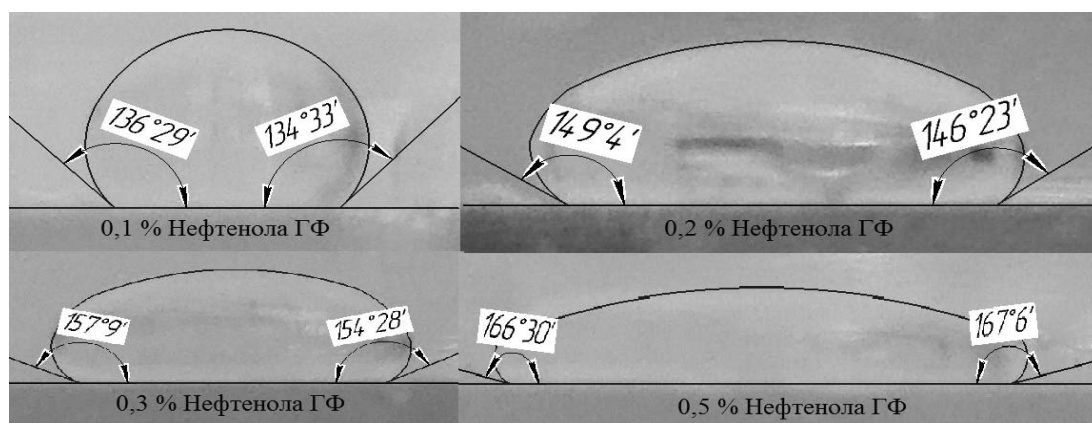 136°29′
134°33′
0,1 % Нефтенола ГФ
149°4′
146°23′
0,2 % Нефтенола ГФ
157°9′
154°28′
0,3 % Нефтенола ГФ
166°30′
167°6′
0,5 % Нефтенола ГФ